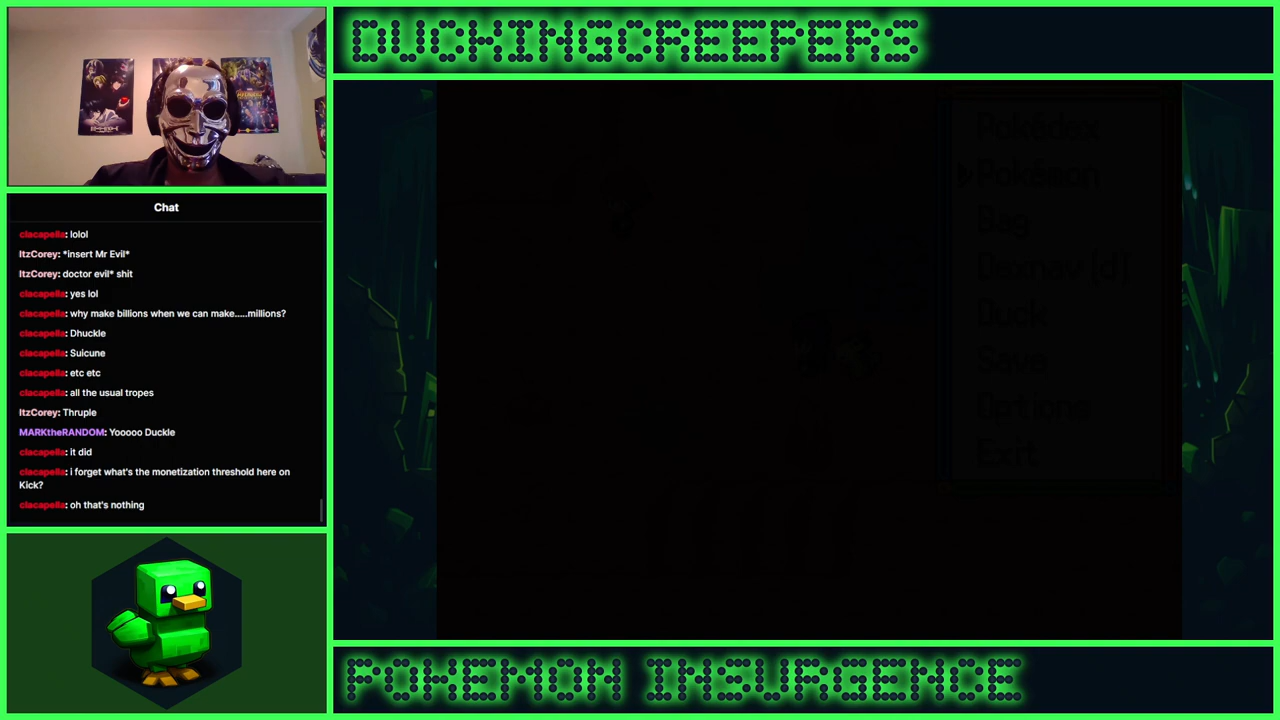 DUCKINGCREEPERS
Chat
clacapella: lolol
ItzCorey: *insert Mr Evil*
ItzCorey: doctor evil* shit
clacapella: yes lol
clacapella: why make billions when we can make.....millions?
clacapella: Dhuckle
clacapella: Suicune
clacapella: etc etc
clacapella: all the usual tropes
ItzCorey: Thruple
MARKtheRANDOM: Yooooo Duckle
clacapella: it did
clacapella: i forget what's the monetization threshold here on
Kick?
clacapella: oh that's nothing
Pokédex
Pokémon
Bag
Dexnav [d]
Duck
Save
Options
Exit
POKEMON INSURGENCE